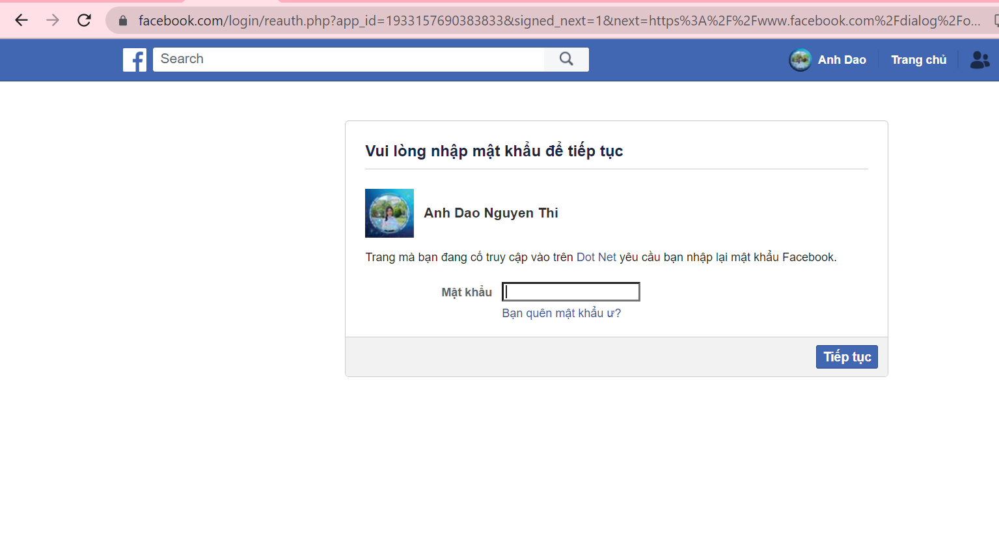 facebook.com/login/reauth.php?app_id=1933157690383833&signed_next=1&next=https%3A%2F%2Fwww.facebook.com%2Fdialog%2Fo...
Search
Anh Dao
Trang chủ
Vui lòng nhập mật khẩu để tiếp tục
Anh Dao Nguyen Thi
Trang mà bạn đang cố truy cập vào trên Dot Net yêu cầu bạn nhập lại mật khẩu Facebook.
Mật khẩu
Bạn quên mật khẩu ư?
Tiếp tục